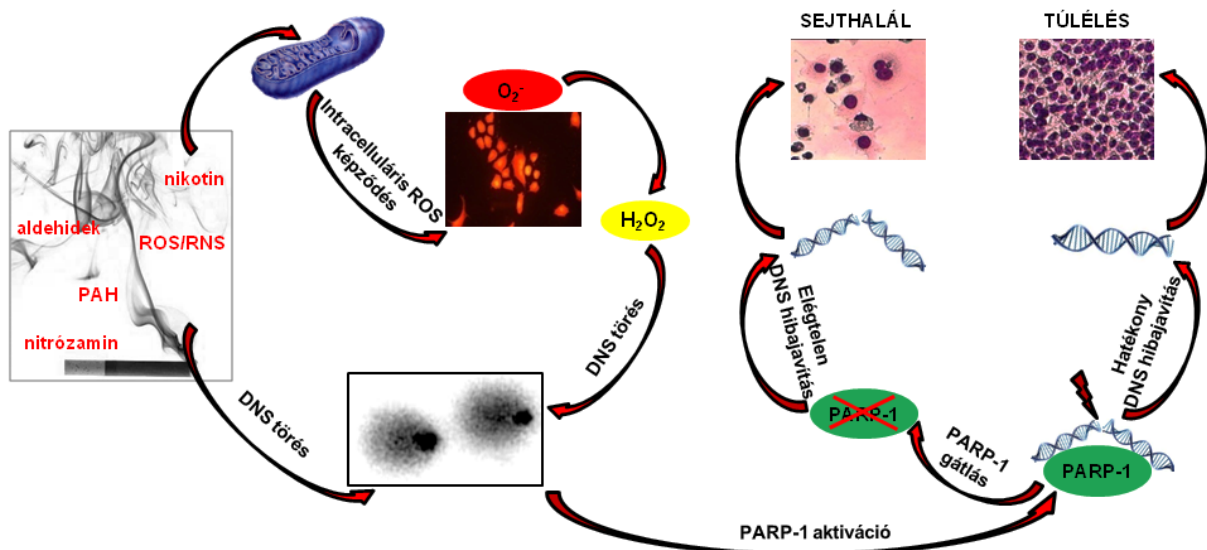 nikotin
aldehidek
ROS/RNS
PAH
nitrózamin
Intracelluláris ROS
képződés
O₂⁻
H₂O₂
DNS törés
DNS törés
PARP-1 aktiváció
PARP-1
PARP-1
gátlás
PARP-1
Elégtelen
DNS hibajavítás
Hatékony
DNS hibajavítás
SEJTHALÁL
TÚLÉLÉS